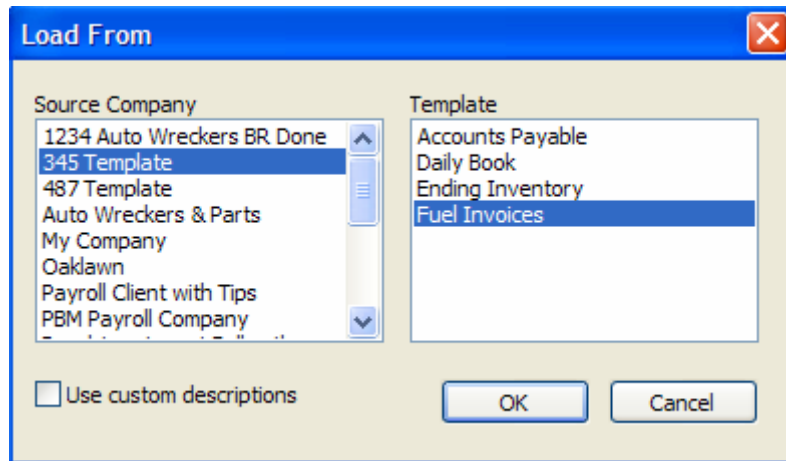 Load From
Source Company
1234 Auto Wreckers BR Done
345 Template
487 Template
Auto Wreckers & Parts
My Company
Oaklawn
Payroll Client with Tips
PBM Payroll Company
Template
Accounts Payable
Daily Book
Ending Inventory
Fuel Invoices
Use custom descriptions
OK
Cancel